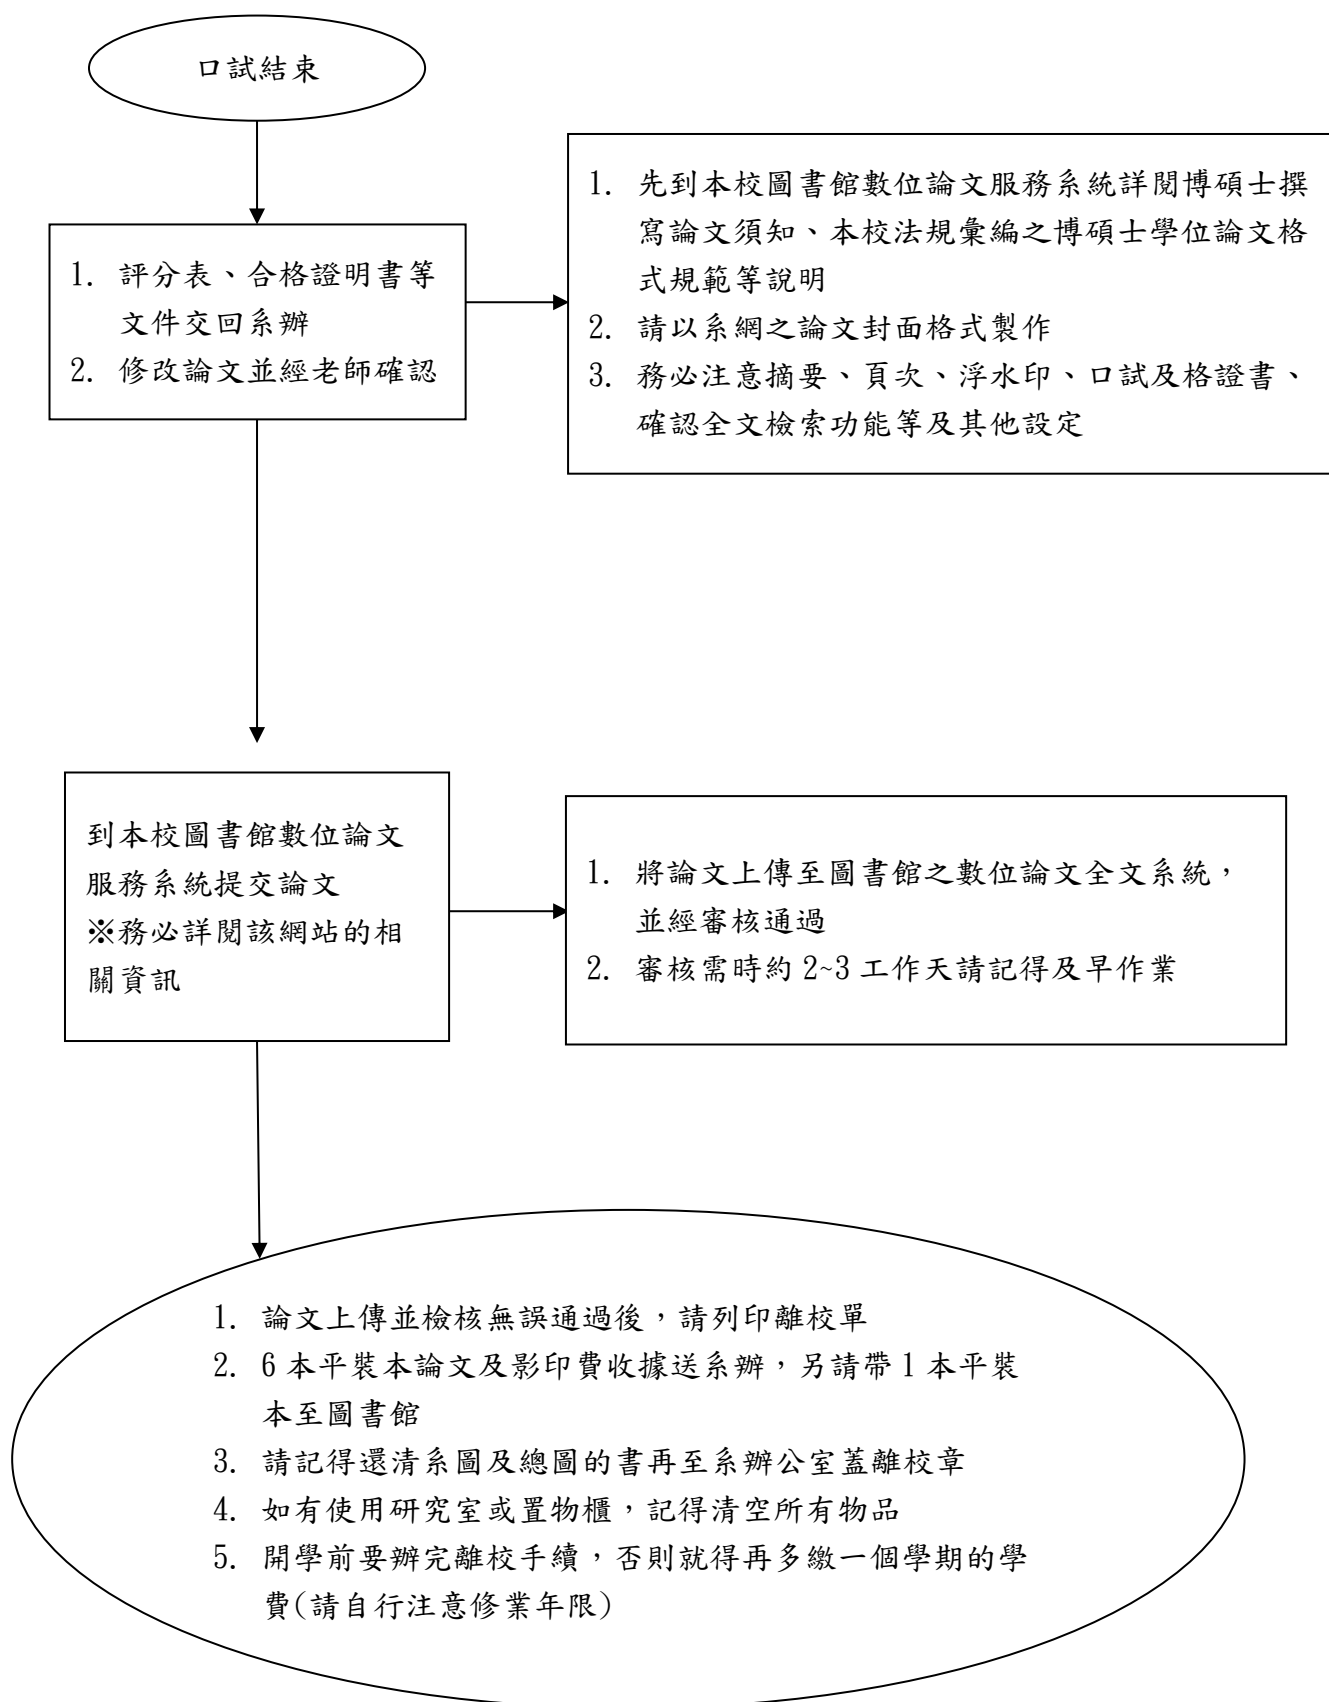 口試結束
1. 評分表、合格證明書等
文件交回系辦
2. 修改論文並經老師確認
1. 先到本校圖書館數位論文服務系統詳閱博碩士撰
寫論文須知、本校法規彙編之博碩士學位論文格
式規範等說明
2. 請以系網之論文封面格式製作
3. 務必注意摘要、頁次、浮水印、口試及格證書、
確認全文檢索功能等及其他設定
到本校圖書館數位論文
服務系統提交論文
※務必詳閱該網站的相
關資訊
1. 將論文上傳至圖書館之數位論文全文系統，
並經審核通過
2. 審核需時約 2~3 工作天請記得及早作業
1. 論文上傳並檢核無誤通過後，請列印離校單
2. 6 本平裝本論文及影印費收據送系辦，另請帶 1 本平裝
本至圖書館
3. 請記得還清系圖及總圖的書再至系辦公室蓋離校章
4. 如有使用研究室或置物櫃，記得清空所有物品
5. 開學前要辦完離校手續，否則就得再多繳一個學期的學
費(請自行注意修業年限)